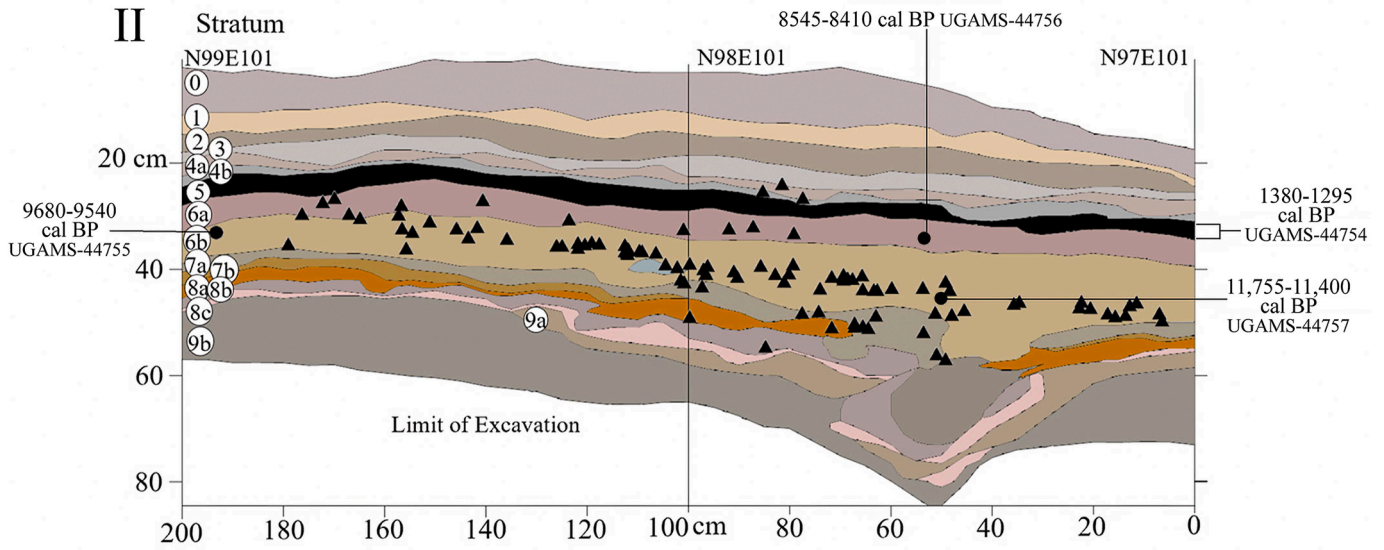 II Stratum
8545-8410 cal BP UGAMS-44756
N99E101
N98E101
N97E101
0
1
2
3
20 cm
4a
4b
5
6a
9680-9540
cal BP
UGAMS-44755
1380-1295
cal BP
UGAMS-44754
6b
7a
7b
40
8a
8b
11,755-11,400
cal BP
UGAMS-44757
8c
9a
9b
60
Limit of Excavation
80
200 180 160 140 120 100 cm 80 60 40 20 0